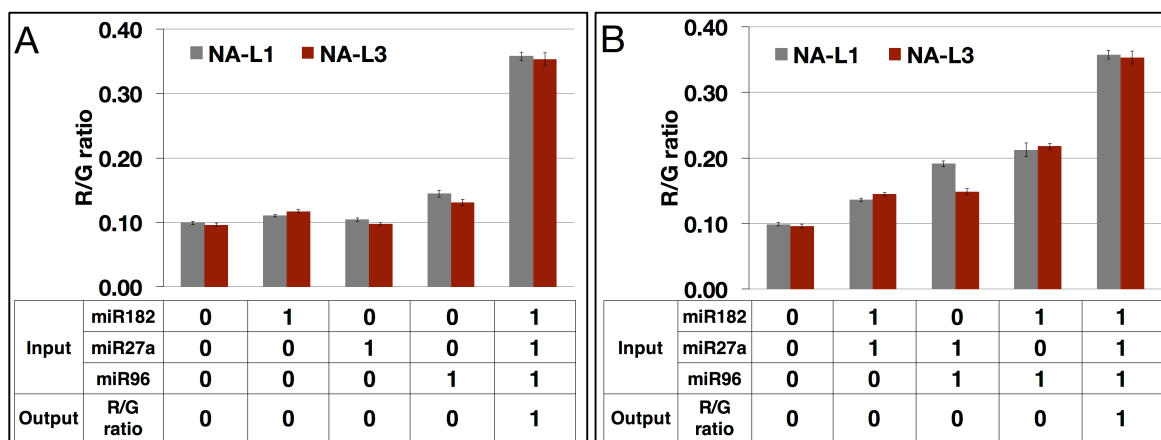 A
NA-L1 NA-L3
R/G ratio
0.40
0.30
0.20
0.10
0.00
Input
miR182 0 1 0 0 1
miR27a 0 0 1 0 1
miR96 0 0 0 1 1
Output R/G ratio 0 0 0 0 1
B
NA-L1 NA-L3
R/G ratio
0.40
0.30
0.20
0.10
0.00
Input
miR182 0 1 0 1 1
miR27a 0 1 1 0 1
miR96 0 0 1 1 1
Output R/G ratio 0 0 0 0 1